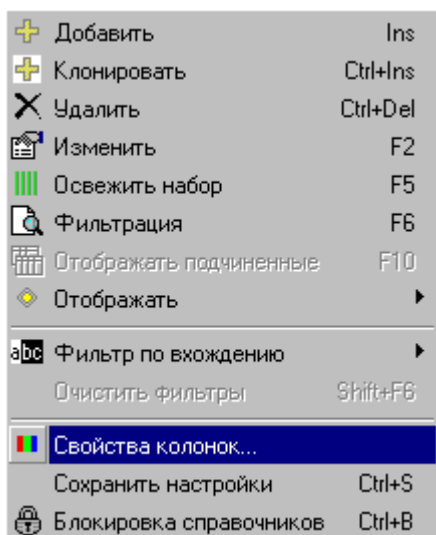 Добавить Ins
Клонировать Ctrl+Ins
Удалить Ctrl+Del
Изменить F2
Освежить набор F5
Фильтрация F6
Отображать подчиненные F10
Отображать
abc Фильтр по вхождению
Очистить фильтры Shift+F6
Свойства колонок...
Сохранить настройки Ctrl+S
Блокировка справочников Ctrl+B